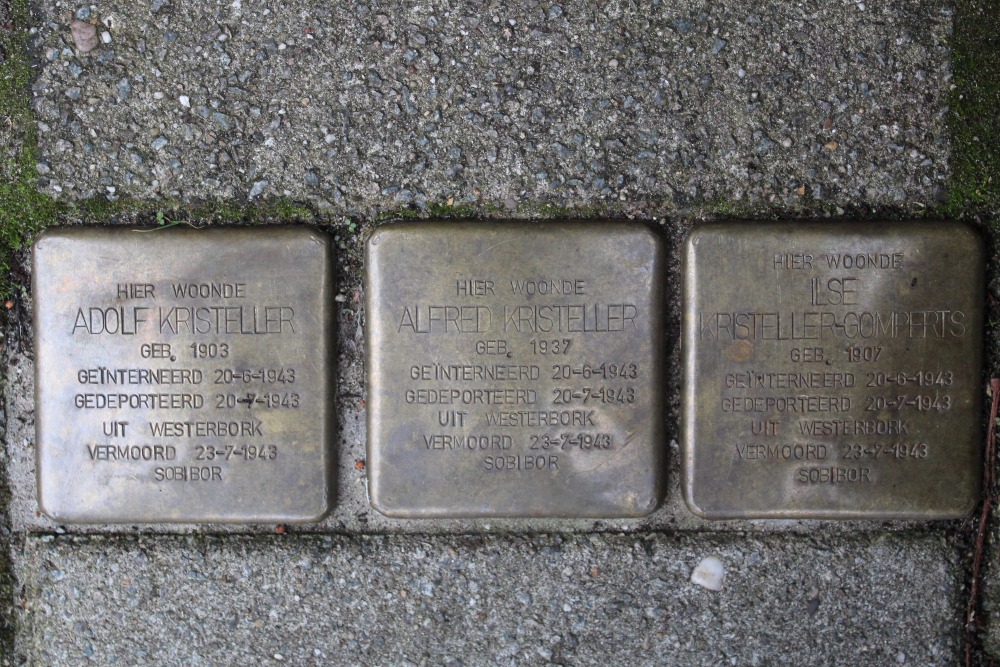 HIER WOONDE
ADOLF KRISTELLER
GEB. 1903
GEÏNTERNEERD 20-6-1943
GEDEPORTEERD 20-7-1943
UIT WESTERBORK
VERMOORD 23-7-1943
SOBIBOR
HIER WOONDE
ALFRED KRISTELLER
GEB. 1937
GEÏNTERNEERD 20-6-1943
GEDEPORTEERD 20-7-1943
UIT WESTERBORK
VERMOORD 23-7-1943
SOBIBOR
HIER WOONDE
ILSE
KRISTELLER-GOMPERTS
GEB. 1907
GEÏNTERNEERD 20-6-1943
GEDEPORTEERD 20-7-1943
UIT WESTERBORK
VERMOORD 23-7-1943
SOBIBOR